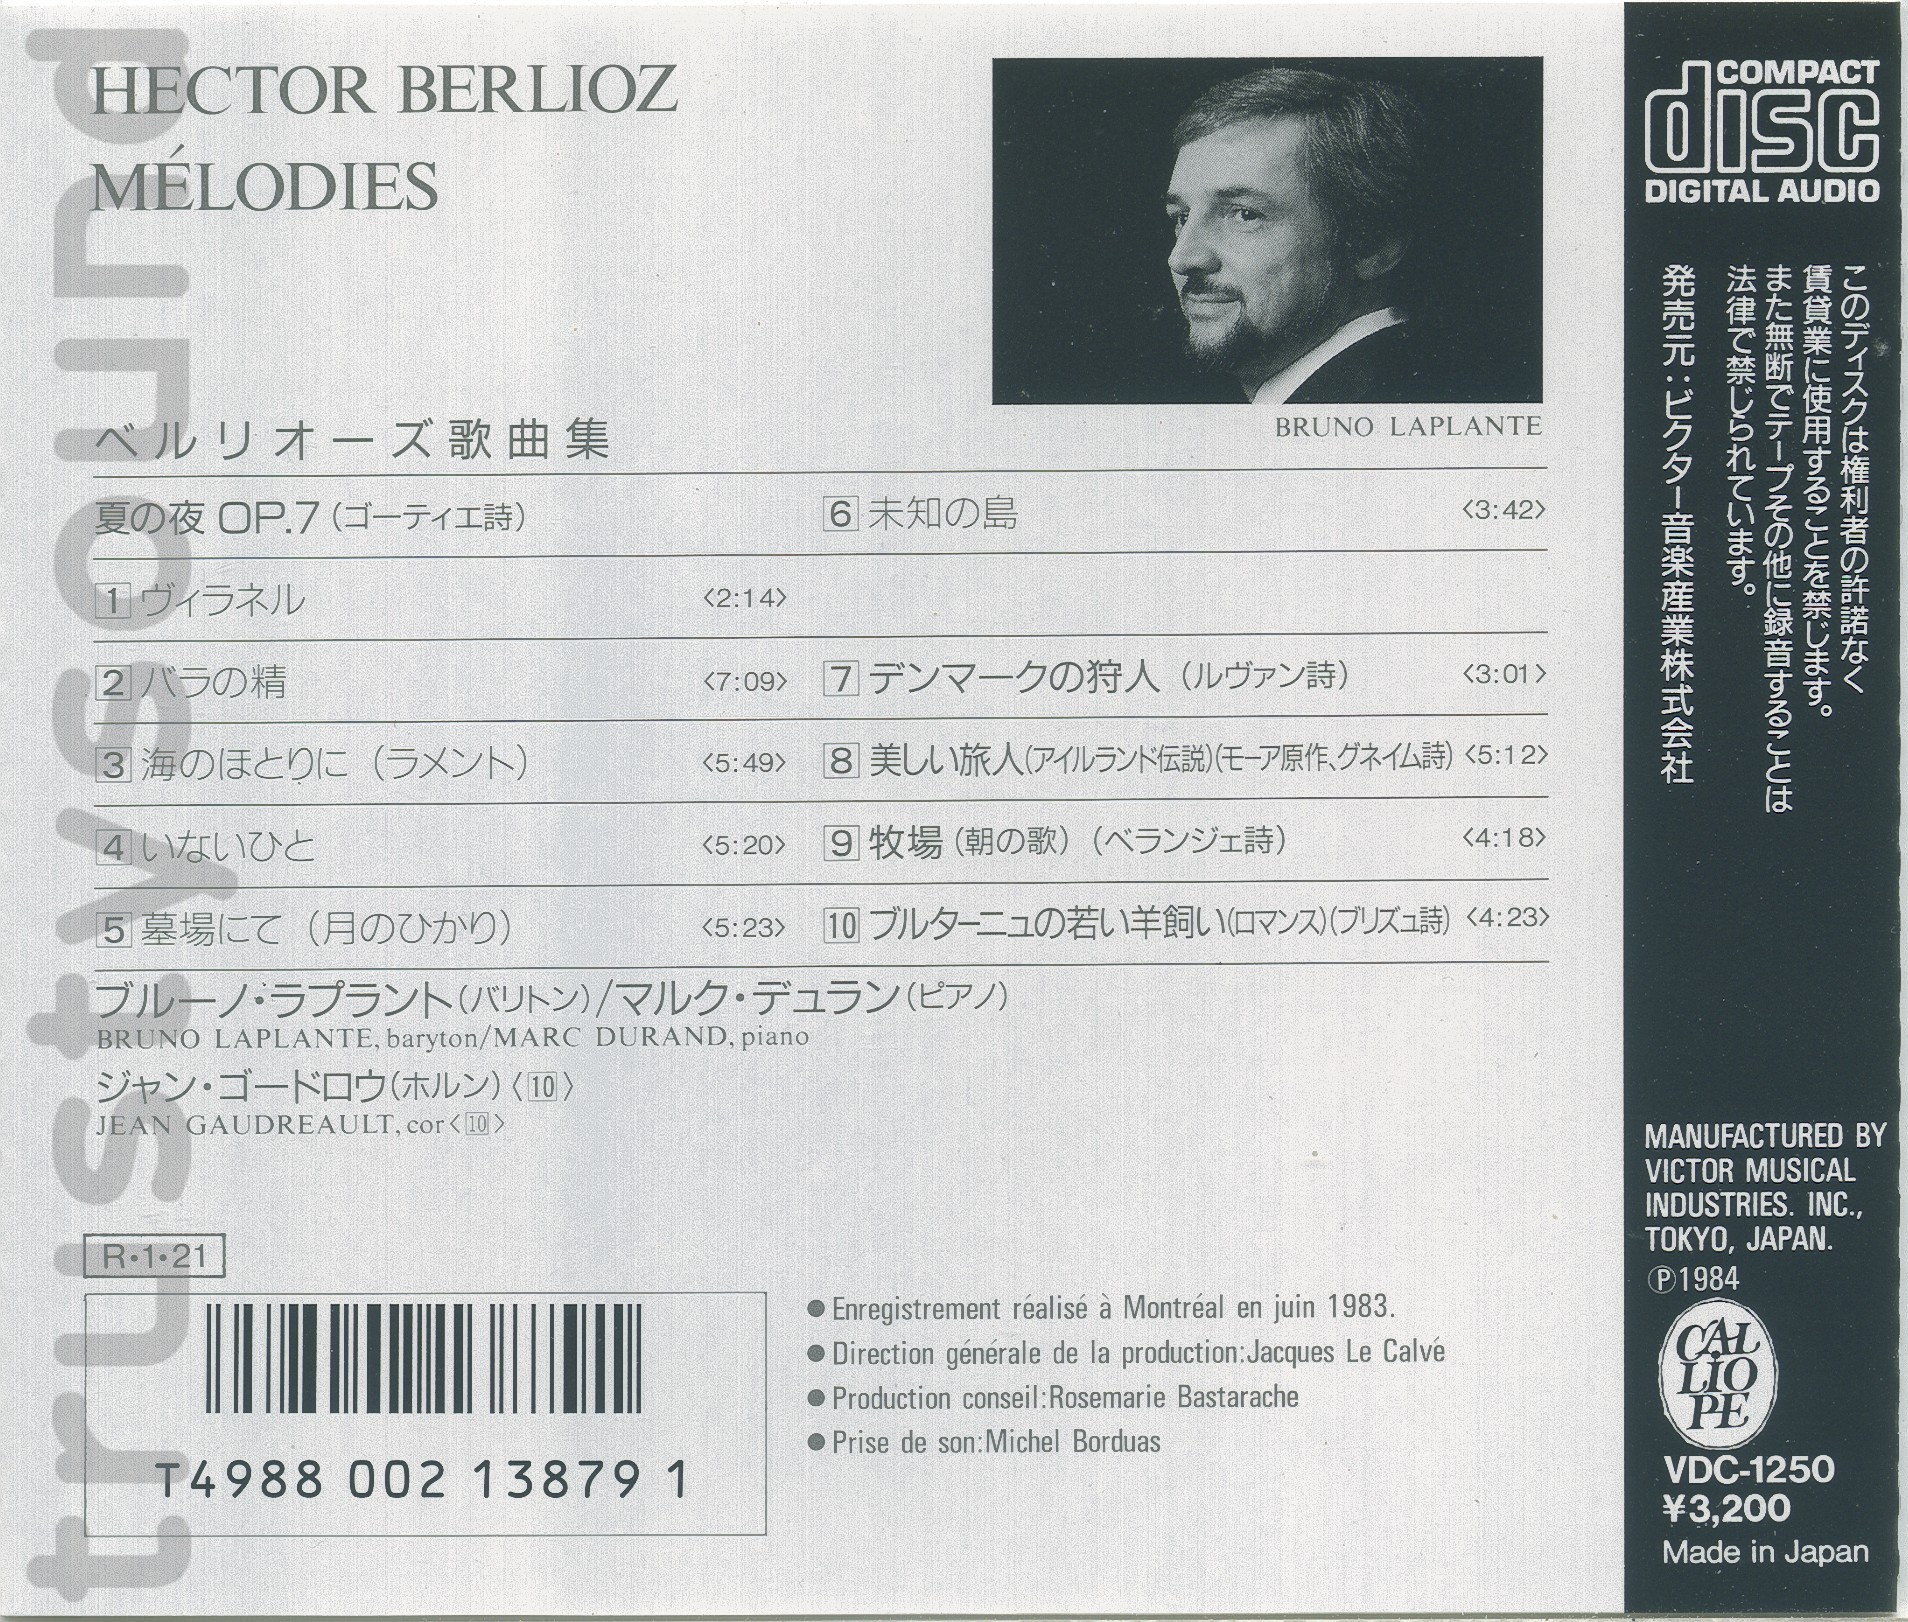 HECTOR BERLIOZ
MÉLODIES
BRUNO LAPLANTE
ベルリオーズ歌曲集
夏の夜 OP.7(ゴーティエ詩)
1 ヴィラネル 〈2:14〉
2 バラの精 〈7:09〉
3 海のほとりに(ラメント) 〈5:49〉
4 いないひと 〈5:20〉
5 墓場にて(月のひかり) 〈5:23〉
6 未知の島 〈3:42〉
7 デンマークの狩人(ルヴァン詩) 〈3:01〉
8 美しい旅人(アイルランド伝説)(モーア原作、グネイム詩) 〈5:12〉
9 牧場(朝の歌)(ベランジェ詩) 〈4:18〉
10 ブルターニュの若い羊飼い(ロマンス)(ブリズュ詩) 〈4:23〉
ブルーノ・ラプラント(バリトン)/マルク・デュラン(ピアノ)
BRUNO LAPLANTE, baryton/MARC DURAND, piano
ジャン・ゴードロウ(ホルン)〈10〉
JEAN GAUDREAULT, cor〈10〉
R・1・21
T4988 002 13879 1
●Enregistrement réalisé à Montréal en juin 1983.
●Direction générale de la production:Jacques Le Calvé
●Production conseil:Rosemarie Bastarache
●Prise de son:Michel Borduas
COMPACT
disc
DIGITAL AUDIO
このディスクは権利者の許諾なく
賃貸業に使用することを禁じます。
また無断でテープその他に録音することは
法律で禁じられています。
発売元:ビクター音楽産業株式会社
MANUFACTURED BY
VICTOR MUSICAL
INDUSTRIES. INC.,
TOKYO, JAPAN.
Ⓟ1984
CAL
LIO
PE
VDC-1250
¥3,200
Made in Japan
trustysound